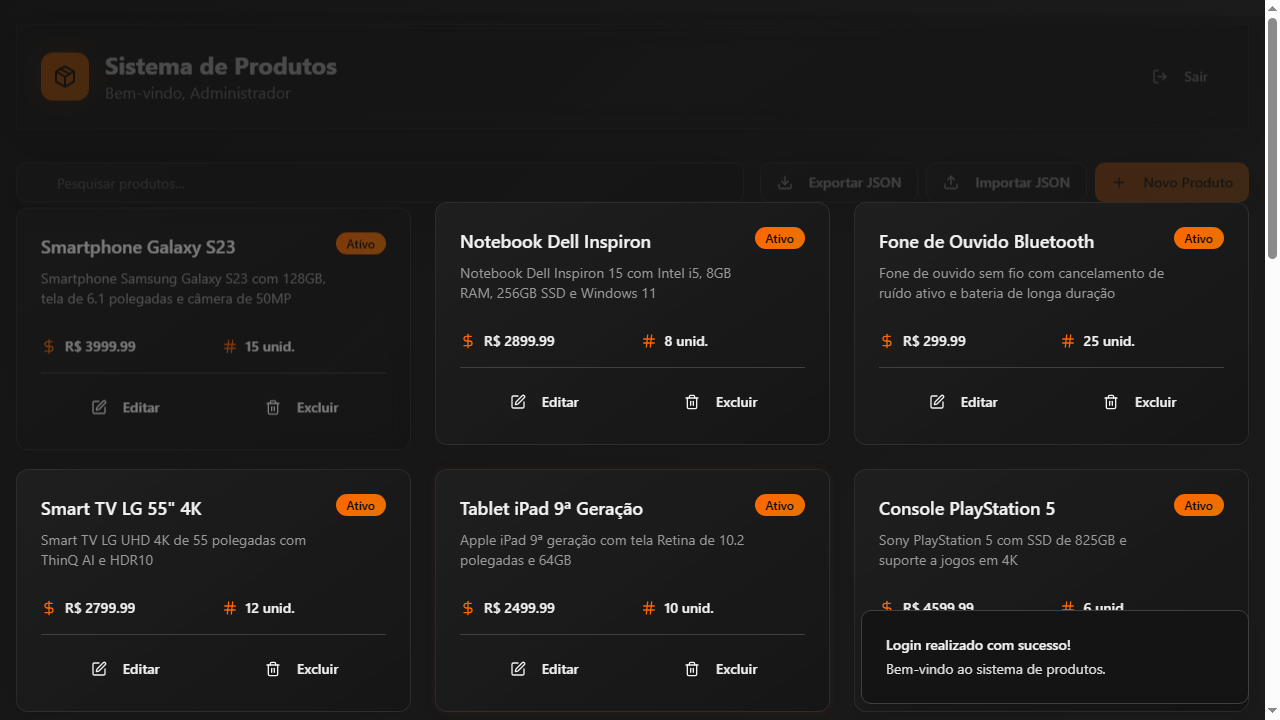 Sistema de Produtos
Bem-vindo, Administrador
Sair
Pesquisar produtos...
Exportar JSON
Importar JSON
Novo Produto
Smartphone Galaxy S23
Ativo
Smartphone Samsung Galaxy S23 com 128GB,
tela de 6.1 polegadas e câmera de 50MP
R$ 3999.99
15 unid.
Editar
Excluir
Notebook Dell Inspiron
Ativo
Notebook Dell Inspiron 15 com Intel i5, 8GB
RAM, 256GB SSD e Windows 11
R$ 2899.99
8 unid.
Editar
Excluir
Fone de Ouvido Bluetooth
Ativo
Fone de ouvido sem fio com cancelamento de
ruído ativo e bateria de longa duração
R$ 299.99
25 unid.
Editar
Excluir
Smart TV LG 55" 4K
Ativo
Smart TV LG UHD 4K de 55 polegadas com
ThinQ AI e HDR10
R$ 2799.99
12 unid.
Editar
Excluir
Tablet iPad 9ª Geração
Ativo
Apple iPad 9ª geração com tela Retina de 10.2
polegadas e 64GB
R$ 2499.99
10 unid.
Editar
Excluir
Console PlayStation 5
Ativo
Sony PlayStation 5 com SSD de 825GB e
suporte a jogos em 4K
R$ 4599.99
6 unid.
Login realizado com sucesso!
Bem-vindo ao sistema de produtos.